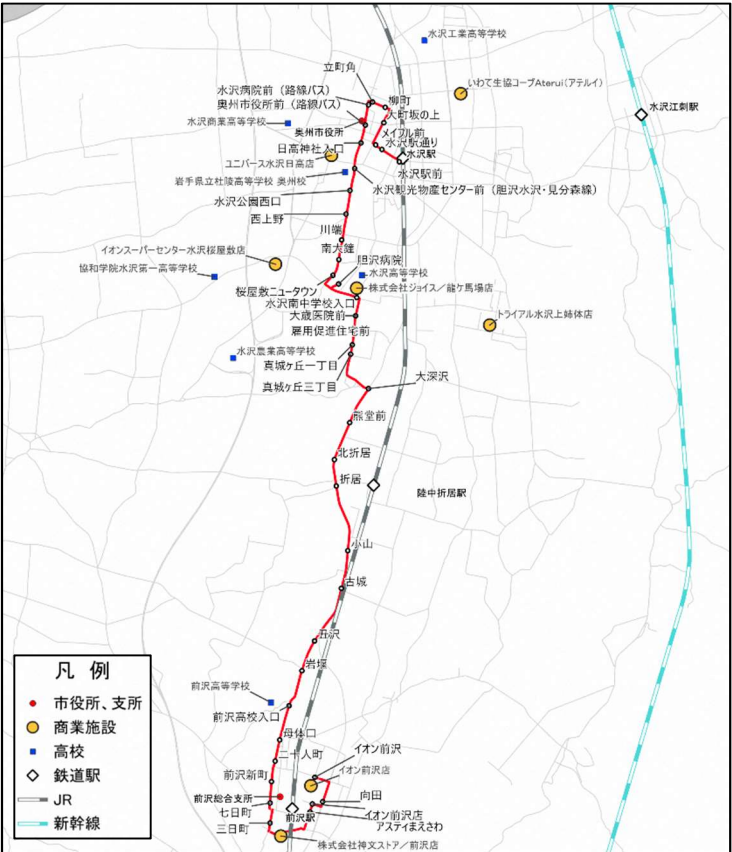 水沢工業高等学校
立町角
いわて生協コープAterui(アテルイ)
水沢病院前（路線バス）
柳町
奥州市役所前（路線バス）
大町坂の上
水沢江刺駅
水沢商業高等学校
奥州市役所
メイプル前
日高神社入口
水沢駅通り
水沢駅
ユニバース水沢日高店
水沢駅前
岩手県立杜陵高等学校 奥州校
水沢観光物産センター前（胆沢水沢・見分森線）
水沢公園西口
西上野
川端
イオンスーパーセンター水沢桜屋敷店
南大鐘
胆沢病院
協和学院水沢第一高等学校
水沢高等学校
桜屋敷ニュータウン
株式会社ジョイス／龍ケ馬場店
水沢南中学校入口
大歳医院前
トライアル水沢上姉体店
雇用促進住宅前
水沢農業高等学校
真城ヶ丘一丁目
真城ヶ丘三丁目
大深沢
熊堂前
北折居
折居
陸中折居駅
小山
古城
丑沢
岩堰
前沢高等学校
前沢高校入口
母体口
二十人町
イオン前沢
前沢新町
イオン前沢店
前沢総合支所
向田
七日町
前沢駅
イオン前沢店
三日町
アスティまえさわ
株式会社神文ストア／前沢店
凡 例
市役所、支所
商業施設
高校
鉄道駅
JR
新幹線